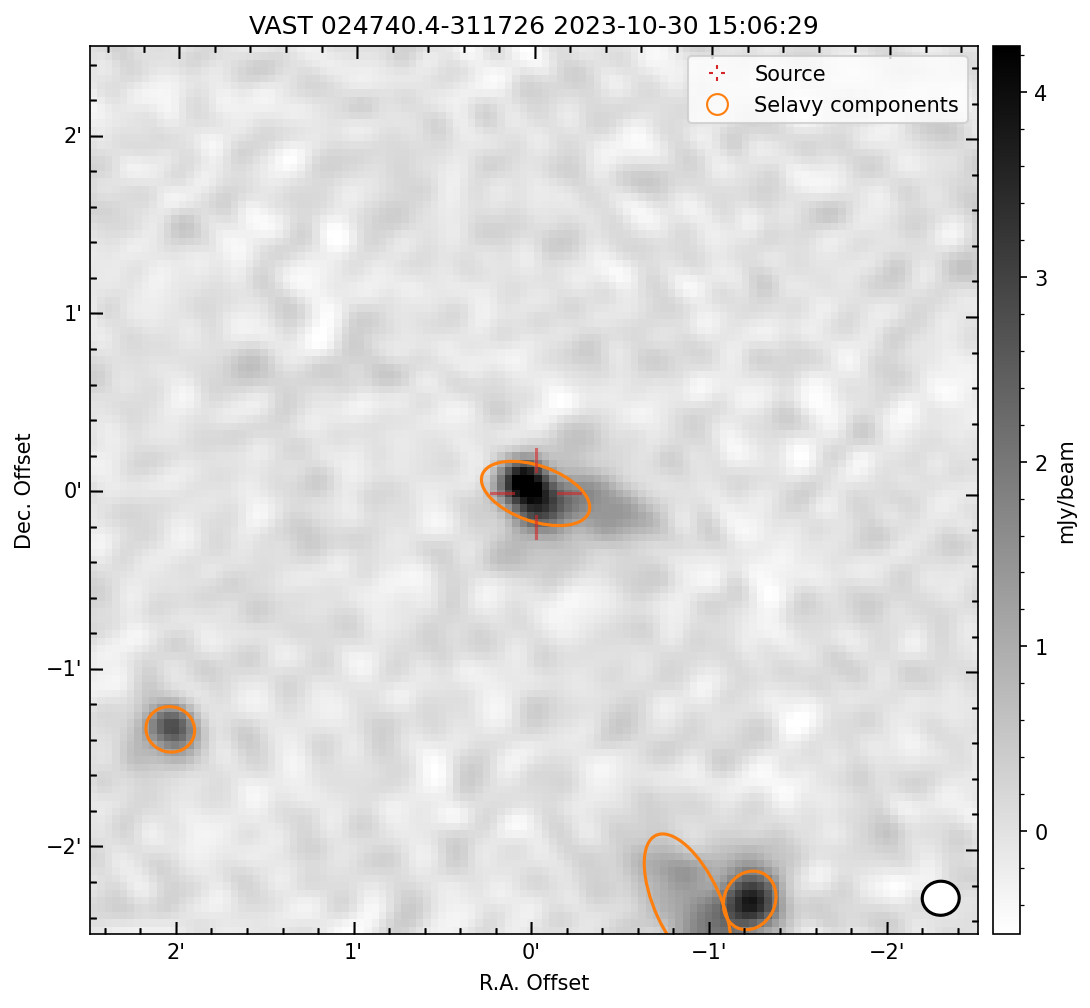 VAST 024740.4-311726 2023-10-30 15:06:29
Source
Selavy components
2'
1'
0'
−1'
−2'
Dec. Offset
2'
1'
0'
−1'
−2'
R.A. Offset
4
3
2
1
0
mJy/beam